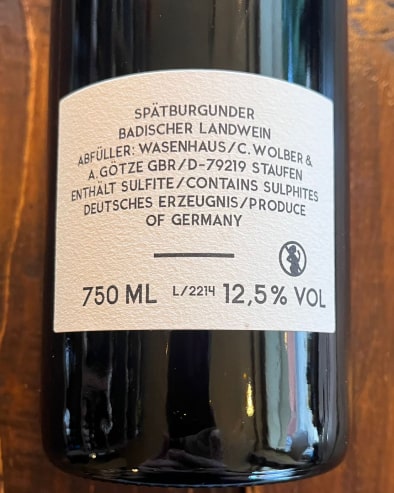 SPÄTBURGUNDER
BADISCHER LANDWEIN
ABFÜLLER: WASENHAUS/C. WOLBER &
A. GÖTZE GBR/D-79219 STAUFEN
ENTHÄLT SULFITE/CONTAINS SULPHITES
DEUTSCHES ERZEUGNIS/PRODUCE
OF GERMANY
750 ML L/2214 12,5% VOL